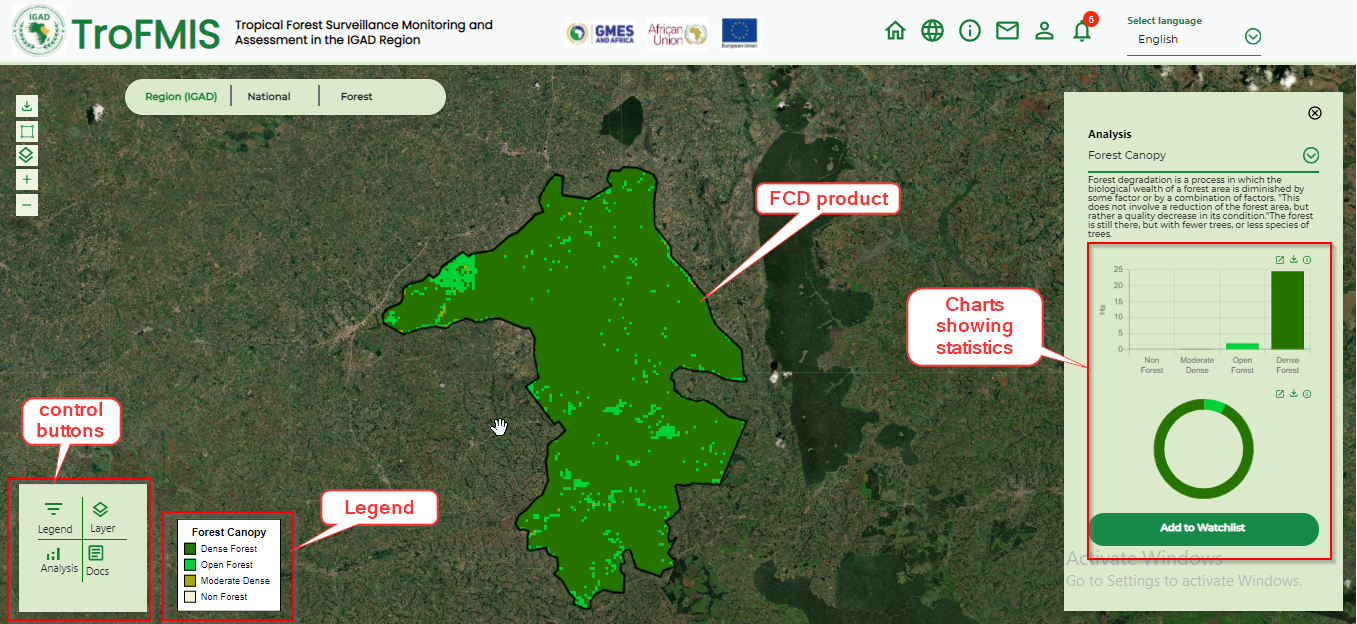 IGAD
TroFMIS
Tropical Forest Surveillance Monitoring and
Assessment in the IGAD Region
GMES
AND AFRICA
African
Union
European Union
6
Select language
English
Region (IGAD)
National
Forest
+
−
FCD product
Charts
showing
statistics
control
buttons
Legend
Legend
Layer
Analysis
Docs
Forest Canopy
Dense Forest
Open Forest
Moderate Dense
Non Forest
Analysis
Forest Canopy
Forest degradation is a process in which the
biological wealth of a forest area is diminished by
some factor or by a combination of factors. "This
does not involve a reduction of the forest area, but
rather a quality decrease in its condition."The forest
is still there, but with fewer trees, or less species of
trees.
25
20
15
10
5
0
Ha
Non
Forest
Moderate
Dense
Open
Forest
Dense
Forest
Add to Watchlist
Activate Windows
Go to Settings to activate Windows.